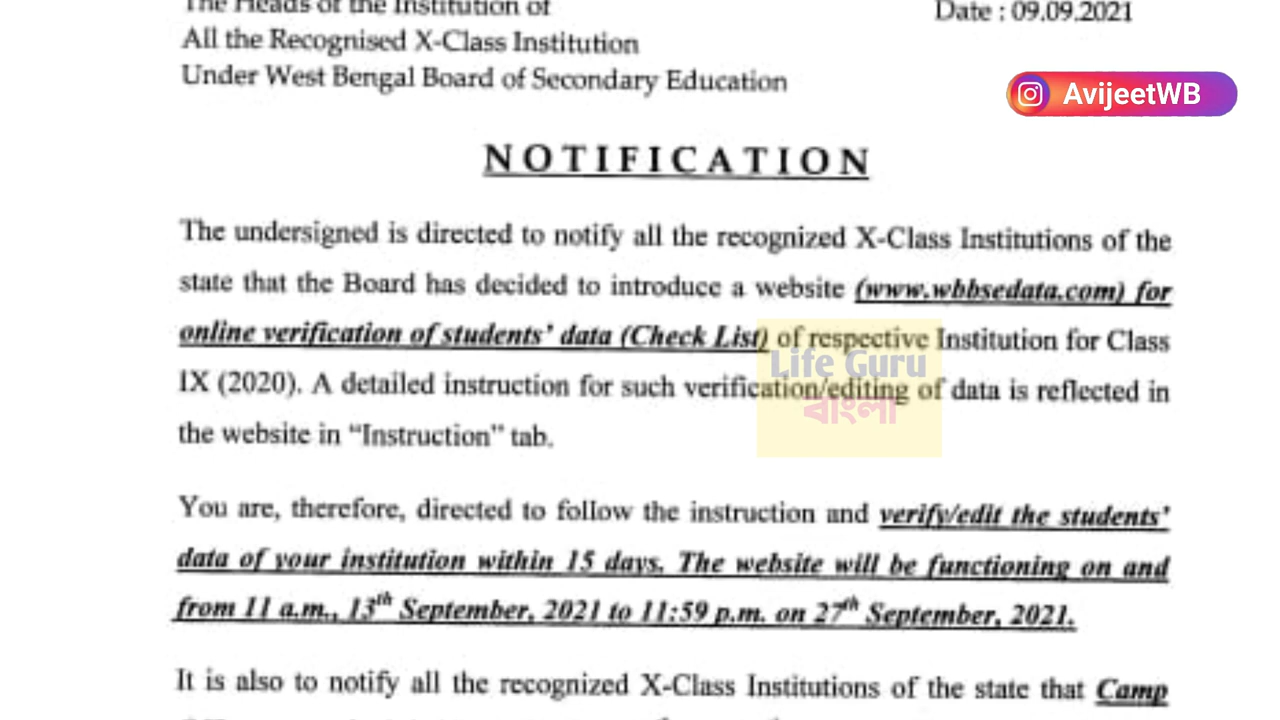 The Heads of the Institution of
Date : 09.09.2021
All the Recognised X-Class Institution
Under West Bengal Board of Secondary Education
AvijeetWB
NOTIFICATION
The undersigned is directed to notify all the recognized X-Class Institutions of the
state that the Board has decided to introduce a website (www.wbbsedata.com) for
online verification of students' data (Check List) of respective Institution for Class
IX (2020). A detailed instruction for such verification/editing of data is reflected in
the website in "Instruction" tab.
Life Guru
বাংলা
You are, therefore, directed to follow the instruction and verify/edit the students'
data of your institution within 15 days. The website will be functioning on and
from 11 a.m., 13th September, 2021 to 11:59 p.m. on 27th September, 2021.
It is also to notify all the recognized X-Class Institutions of the state that Camp